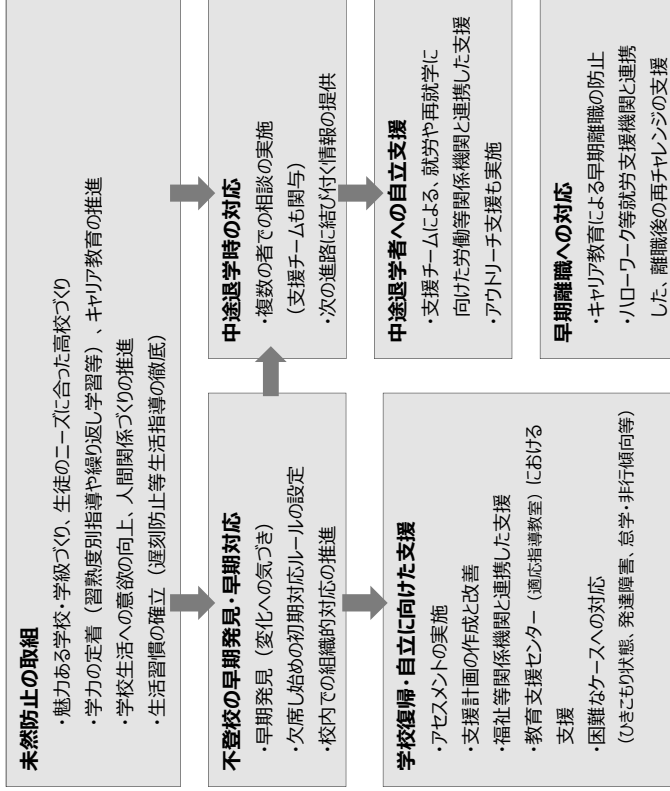 未然防止の取組
・魅力ある学校・学級づくり、生徒のニーズに合った高校づくり
・学力の定着（習熟度別指導や繰り返し学習等）、キャリア教育の推進
・学校生活への意欲の向上、人間関係づくりの推進
・生活習慣の確立（遅刻防止等生活指導の徹底）
不登校の早期発見・早期対応
・早期発見（変化への気づき）
・欠席し始めの初期対応ルールの設定
・校内での組織的対応の推進
学校復帰・自立に向けた支援
・アセスメントの実施
・支援計画の作成と改善
・福祉等関係機関と連携した支援
・教育支援センター（適応指導教室）における
支援
・困難なケースへの対応
（ひきこもり状態、発達障害、怠学・非行傾向等）
中途退学時の対応
・複数の者での相談の実施
（支援チームも関与）
・次の進路に結び付く情報の提供
中途退学者への自立支援
・支援チームによる、就労や再就学に
向けた労働等関係機関と連携した支援
・アウトリーチ支援も実施
早期離職への対応
・キャリア教育による早期離職の防止
・ハローワーク等就労支援機関と連携
した、離職後の再チャレンジの支援